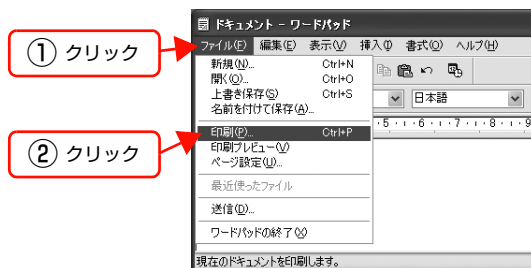 ドキュメント - ワードパッド
ファイル(F) 編集(E) 表示(V) 挿入(I) 書式(O) ヘルプ(H)
① クリック
新規(N)... Ctrl+N
開く(O)... Ctrl+O
上書き保存(S) Ctrl+S
名前を付けて保存(A)...
日本語
印刷(P)... Ctrl+P
印刷プレビュー(V)
ページ設定(U)...
・5・ı・6・ı・7・ı・8・ı・9
② クリック
最近使ったファイル
送信(D)...
ワードパッドの終了(X)
現在のドキュメントを印刷します。